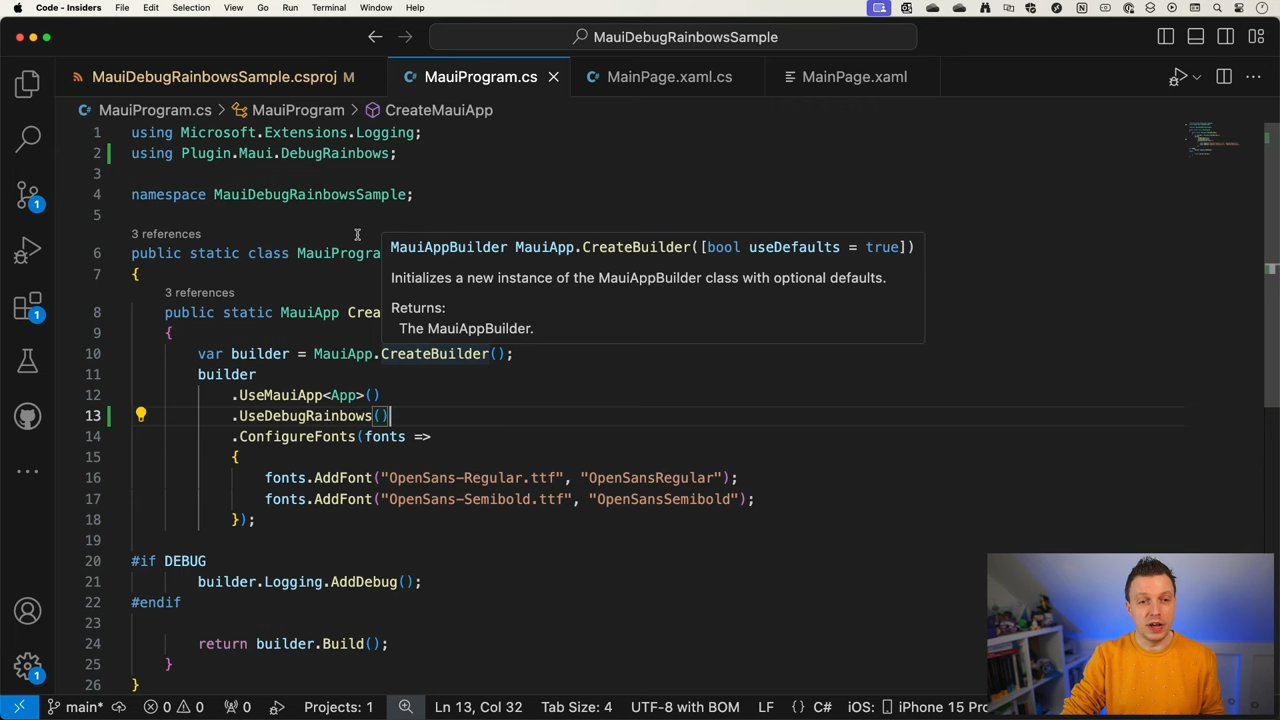 Code - Insiders File Edit Selection View Go Run Terminal Window Help
MauiDebugRainbowsSample
MauiDebugRainbowsSample.csproj M MauiProgram.cs MainPage.xaml.cs MainPage.xaml
MauiProgram.cs > MauiProgram > CreateMauiApp
1 using Microsoft.Extensions.Logging;
2 using Plugin.Maui.DebugRainbows;
3
4 namespace MauiDebugRainbowsSample;
5
3 references
6 public static class MauiProgra
MauiAppBuilder MauiApp.CreateBuilder([bool useDefaults = true])
Initializes a new instance of the MauiAppBuilder class with optional defaults.
Returns:
The MauiAppBuilder.
7 {
3 references
8 public static MauiApp Crea
9 {
10 var builder = MauiApp.CreateBuilder();
11 builder
12 .UseMauiApp<App>()
13 .UseDebugRainbows()
14 .ConfigureFonts(fonts =>
15 {
16 fonts.AddFont("OpenSans-Regular.ttf", "OpenSansRegular");
17 fonts.AddFont("OpenSans-Semibold.ttf", "OpenSansSemibold");
18 });
19
20 #if DEBUG
21 builder.Logging.AddDebug();
22 #endif
23
24 return builder.Build();
25 }
26 }
1
1
1
main* 0 0 0 Projects: 1 Ln 13, Col 32 Tab Size: 4 UTF-8 with BOM LF {} C# iOS: iPhone 15 Pro